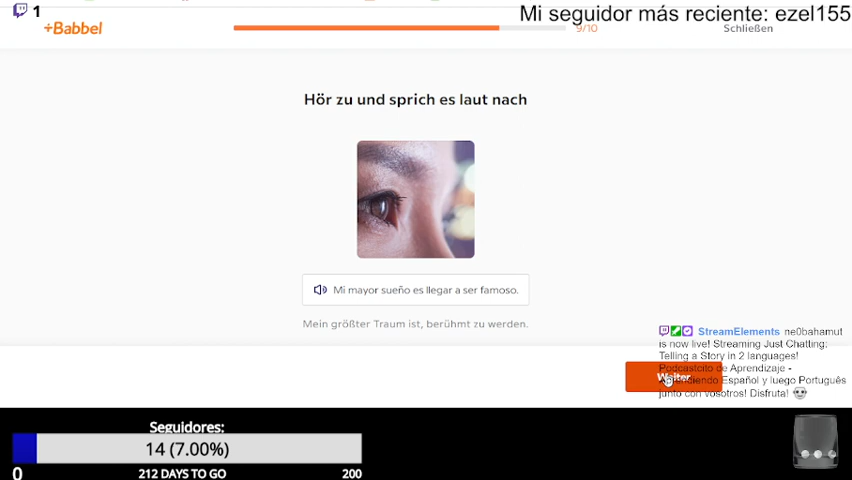 1
Mi seguidor más reciente: ezel155
+Babbel
9/10
Schließen
Hör zu und sprich es laut nach
Mi mayor sueño es llegar a ser famoso.
Mein größter Traum ist, berühmt zu werden.
StreamElements ne0bahamut
is now live! Streaming Just Chatting:
Telling a Story in 2 languages!
Podcastcito de Aprendizaje -
Aprendiendo Español y luego Português
junto con vosotros! Disfruta!
Weiter
Seguidores:
14 (7.00%)
0
212 DAYS TO GO
200